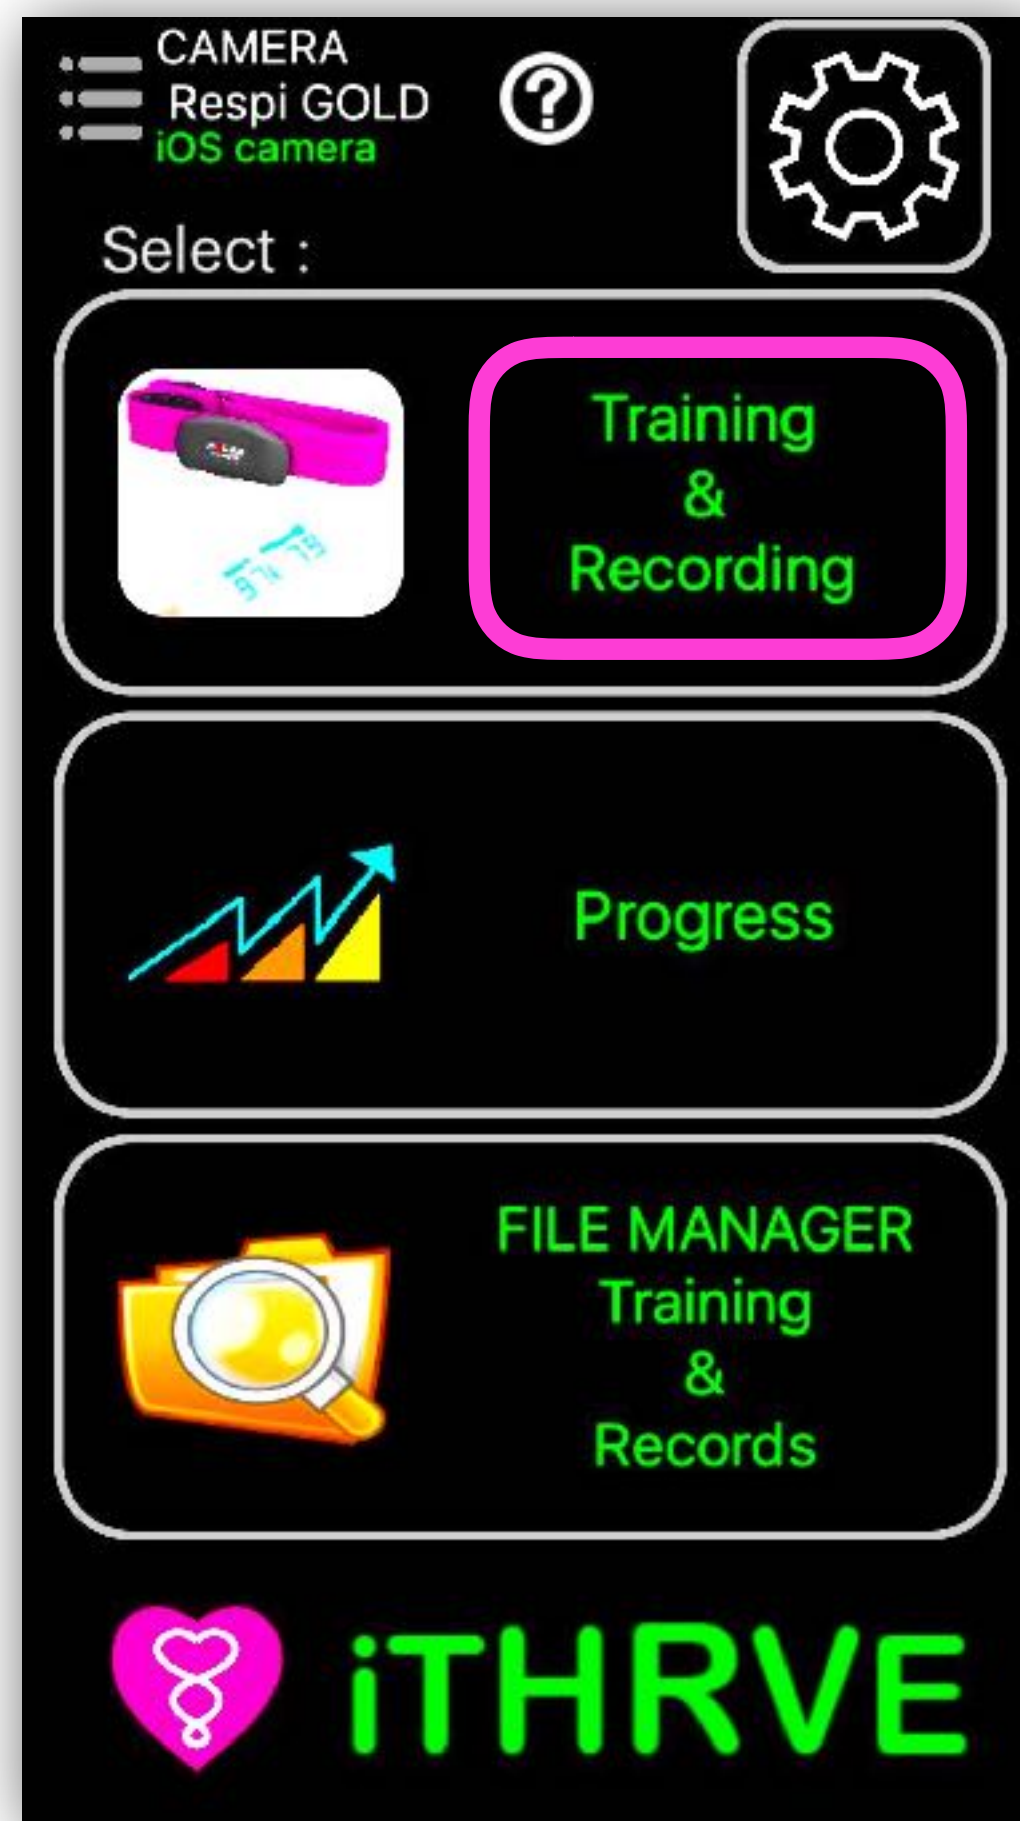 CAMERA
Respi GOLD
iOS camera
Select :
Training
&
Recording
Progress
FILE MANAGER
Training
&
Records
iTHRVE